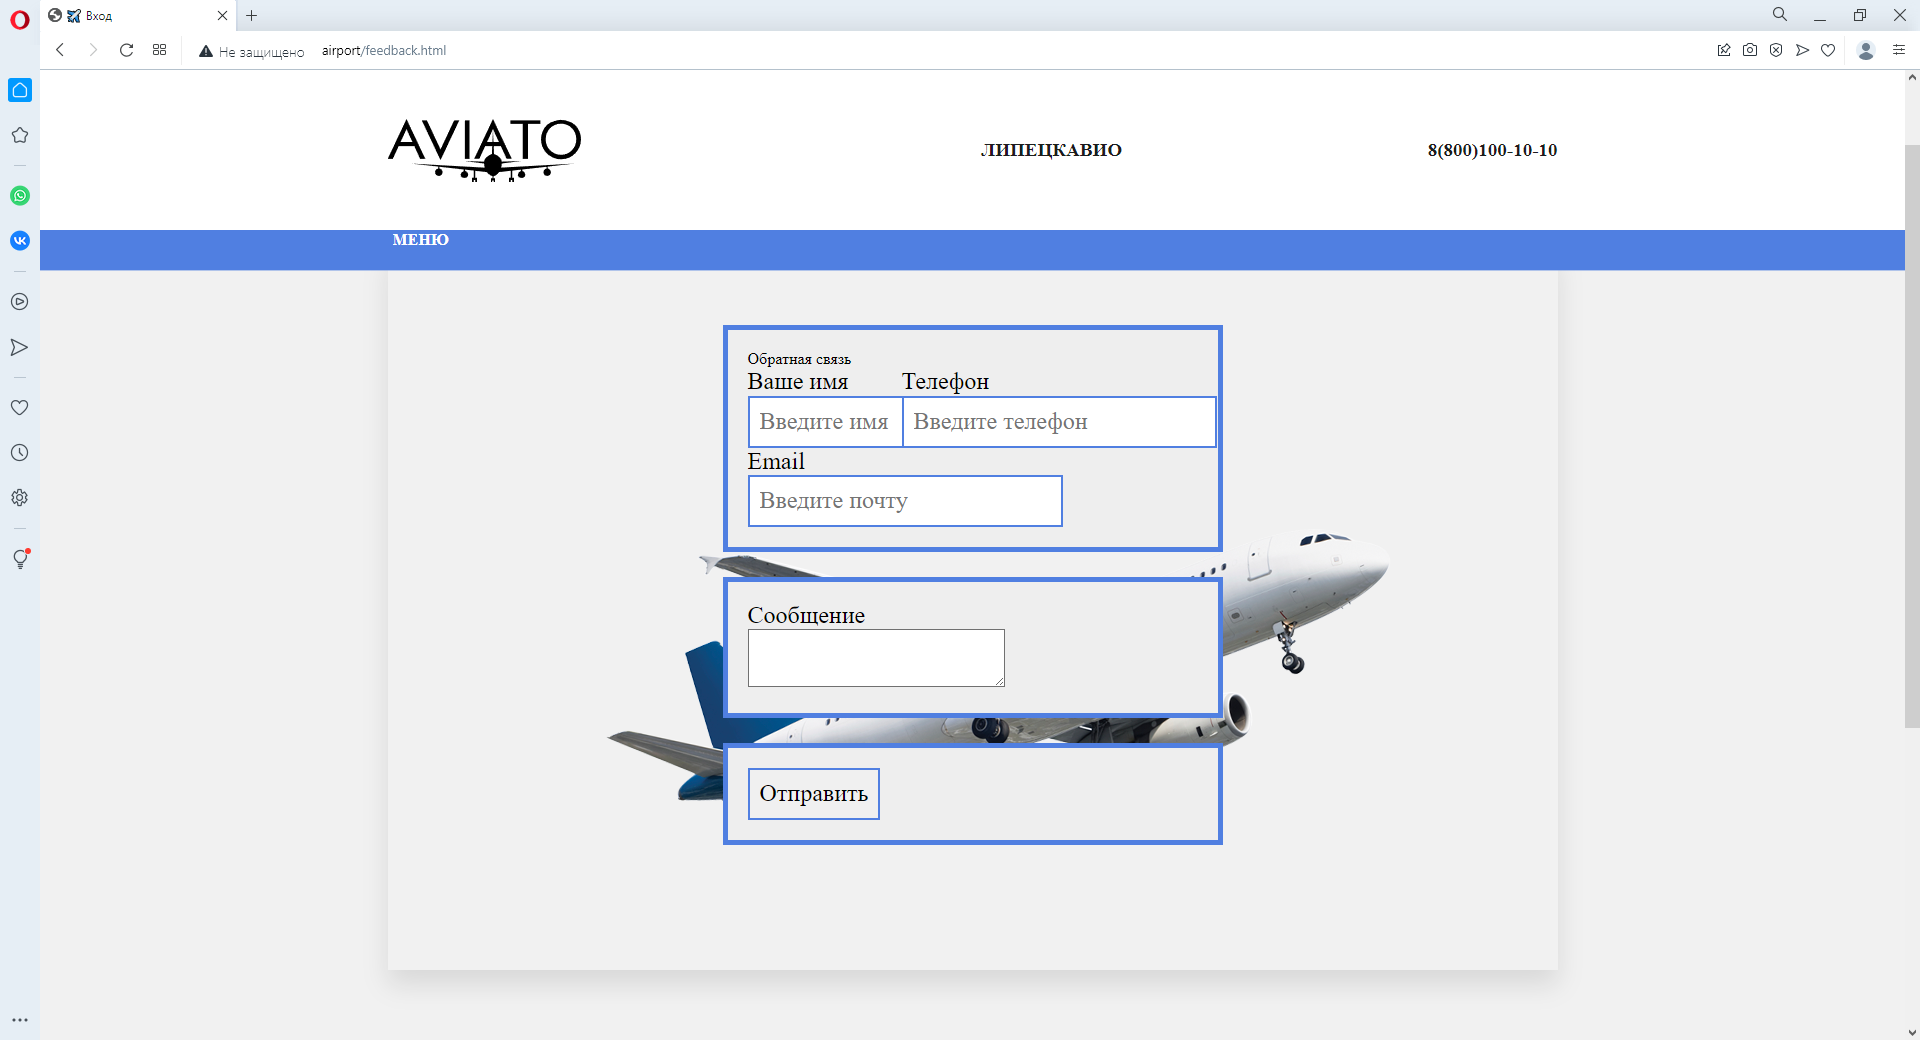 Вход
Не защищено airport/feedback.html
AVIATO
ЛИПЕЦКАВИО
8(800)100-10-10
МЕНЮ
Обратная связь
Ваше имя Телефон
Введите имя Введите телефон
Email
Введите почту
Сообщение
Отправить